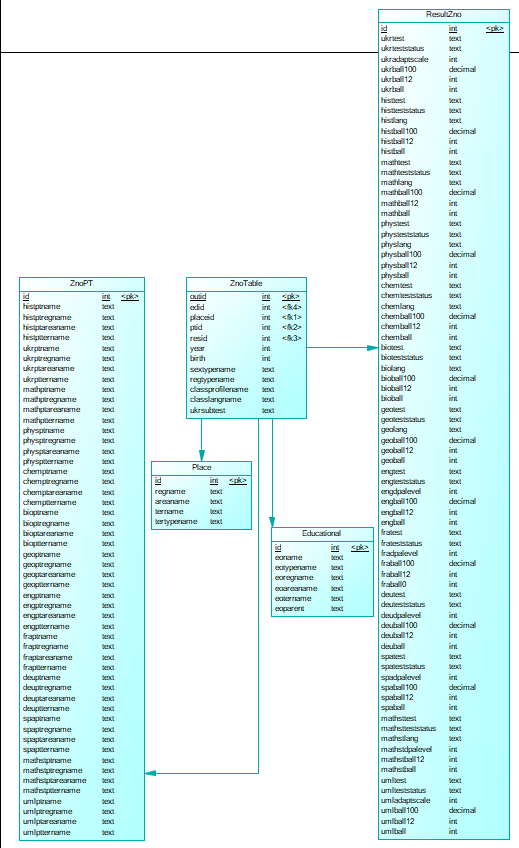 ResultZno
id int <pk>
ukrtest text
ukrteststatus text
ukradaptscale int
ukrball100 decimal
ukrball12 int
ukrball int
histtest text
histteststatus text
histlang text
histball100 decimal
histball12 int
histball int
mathtest text
mathteststatus text
mathlang text
mathball100 decimal
mathball12 int
mathball int
phystest text
physteststatus text
physlang text
physball100 decimal
physball12 int
physball int
chemtest text
chemteststatus text
chemlang text
chemball100 decimal
chemball12 int
chemball int
biotest text
bioteststatus text
biolang text
bioball100 decimal
bioball12 int
bioball int
geotest text
geoteststatus text
geolang text
geoball100 decimal
geoball12 int
geoball int
engtest text
engteststatus text
engdpalevel int
engball100 decimal
engball12 int
engball int
fratest text
frateststatus text
fradpalevel int
fraball100 decimal
fraball12 int
fraball0 int
deutest text
deuteststatus text
deudpalevel int
deuball100 decimal
deuball12 int
deuball int
spatest text
spateststatus text
spadpalevel int
spaball100 decimal
spaball12 int
spaball int
mathsttest text
mathstteststatus text
mathstlang text
mathstdpalevel int
mathstball12 int
mathstball int
umltest text
umlteststatus text
umladaptscale int
umlball100 decimal
umlball12 int
umlball int
ZnoPT
id int <pk>
histptname text
histptregname text
histptareaname text
histpttername text
ukrptname text
ukrptregname text
ukrptareaname text
ukrpttername text
mathptname text
mathptregname text
mathptareaname text
mathpttername text
physptname text
physptregname text
physptareaname text
physpttername text
chemptname text
chemptregname text
chemptareaname text
chempttername text
bioptname text
bioptregname text
bioptareaname text
biopttername text
geoptname text
geoptregname text
geoptareaname text
geopttername text
engptname text
engptregname text
engptareaname text
engpttername text
fraptname text
fraptregname text
fraptareaname text
frapttername text
deuptname text
deuptregname text
deuptareaname text
deupttername text
spaptname text
spaptregname text
spaptareaname text
spapttername text
mathstptname text
mathstptregname text
mathstptareaname text
mathstpttername text
umlptname text
umlptregname text
umlptareaname text
umlpttername text
ZnoTable
outid int <pk>
edid int <fk4>
placeid int <fk1>
ptid int <fk2>
resid int <fk3>
year int
birth int
sextypename text
regtypename text
classprofilename text
classlangname text
ukrsubtest text
Place
id int <pk>
regname text
areaname text
tername text
tertypename text
Educational
id int <pk>
eoname text
eotypename text
eoregname text
eoareaname text
eotername text
eoparent text